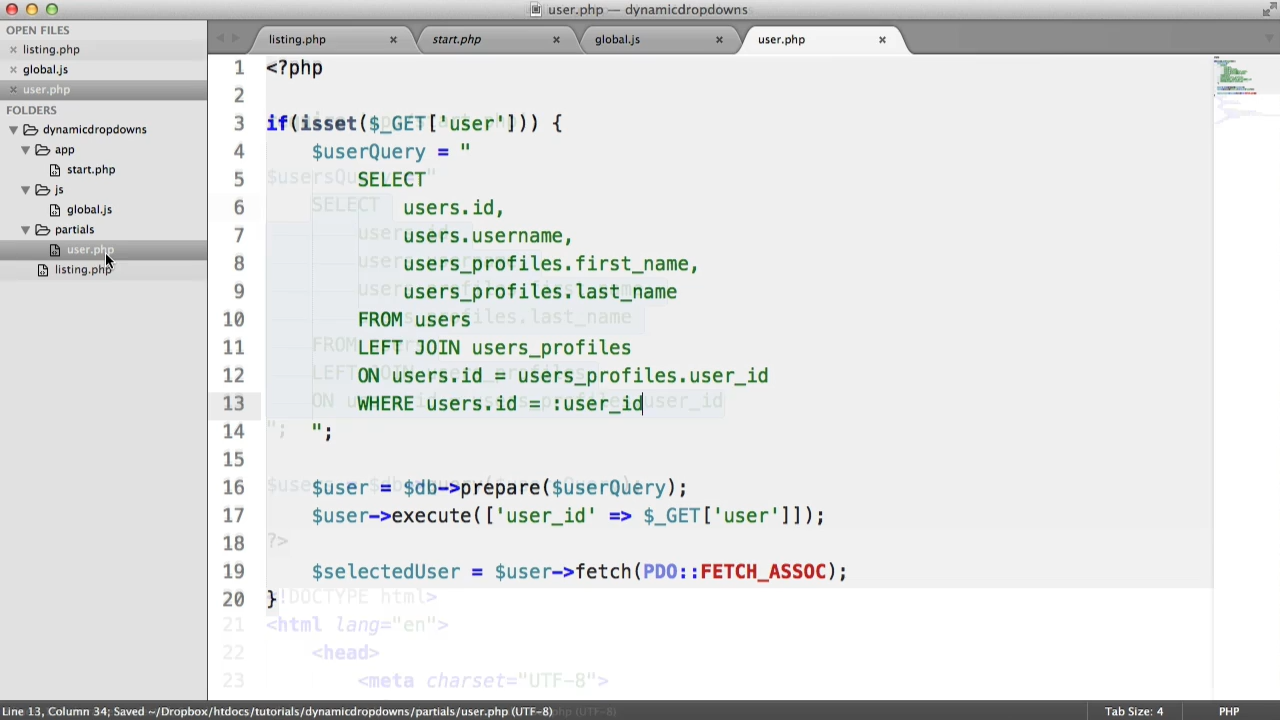 user.php — dynamicdropdowns
OPEN FILES
listing.php
global.js
user.php
FOLDERS
dynamicdropdowns
app
start.php
js
global.js
partials
user.php
listing.php
listing.php start.php global.js user.php
1 <?php
2
3 if(isset($_GET['user'])) {
4 $userQuery = "
5 SELECT
6 users.id,
7 users.username,
8 users_profiles.first_name,
9 users_profiles.last_name
10 FROM users
11 LEFT JOIN users_profiles
12 ON users.id = users_profiles.user_id
13 WHERE users.id = :user_id
14 ";
15
16 $user = $db->prepare($userQuery);
17 $user->execute(['user_id' => $_GET['user']]);
18 ?>
19 $selectedUser = $user->fetch(PDO::FETCH_ASSOC);
20 }
<!DOCTYPE html>
21 <html lang="en">
22 <head>
23 <meta charset="UTF-8">
Line 13, Column 34; Saved ~/Dropbox/htdocs/tutorials/dynamicdropdowns/partials/user.php (UTF-8)
Tab Size: 4 PHP